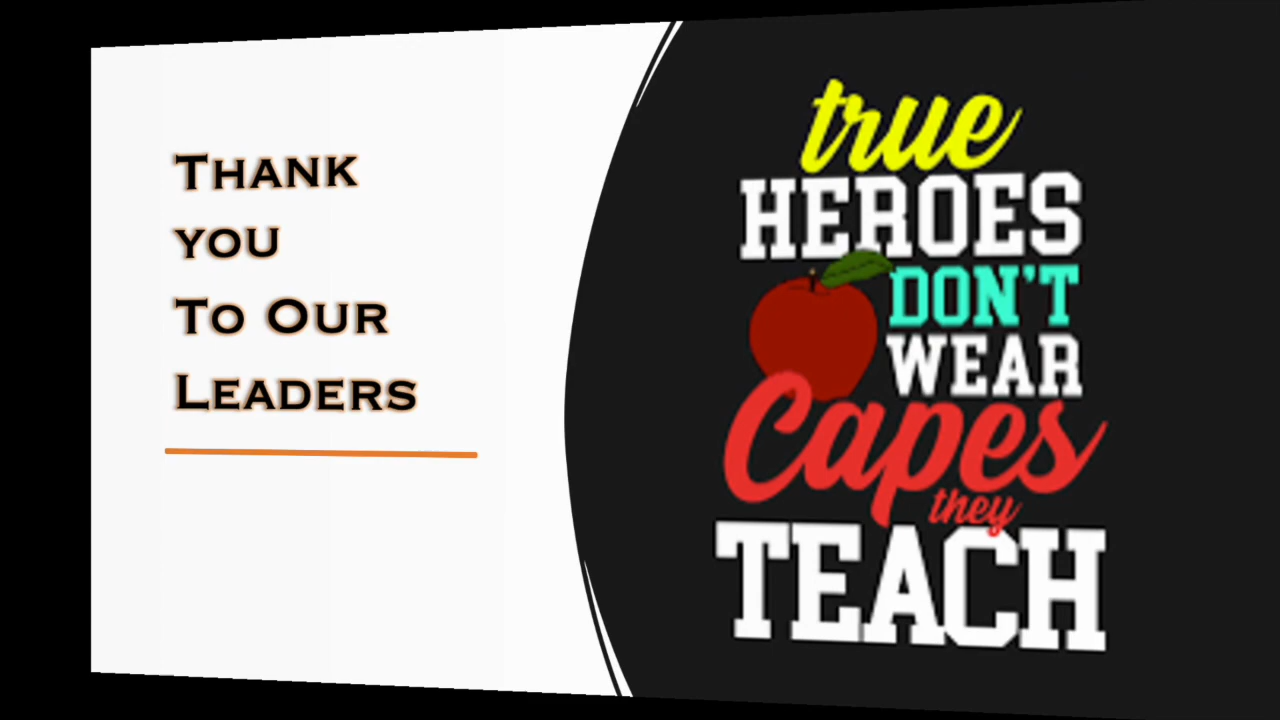 THANK
YOU
TO OUR
LEADERS
true
HEROES
DON'T
WEAR
Capes
they
TEACH